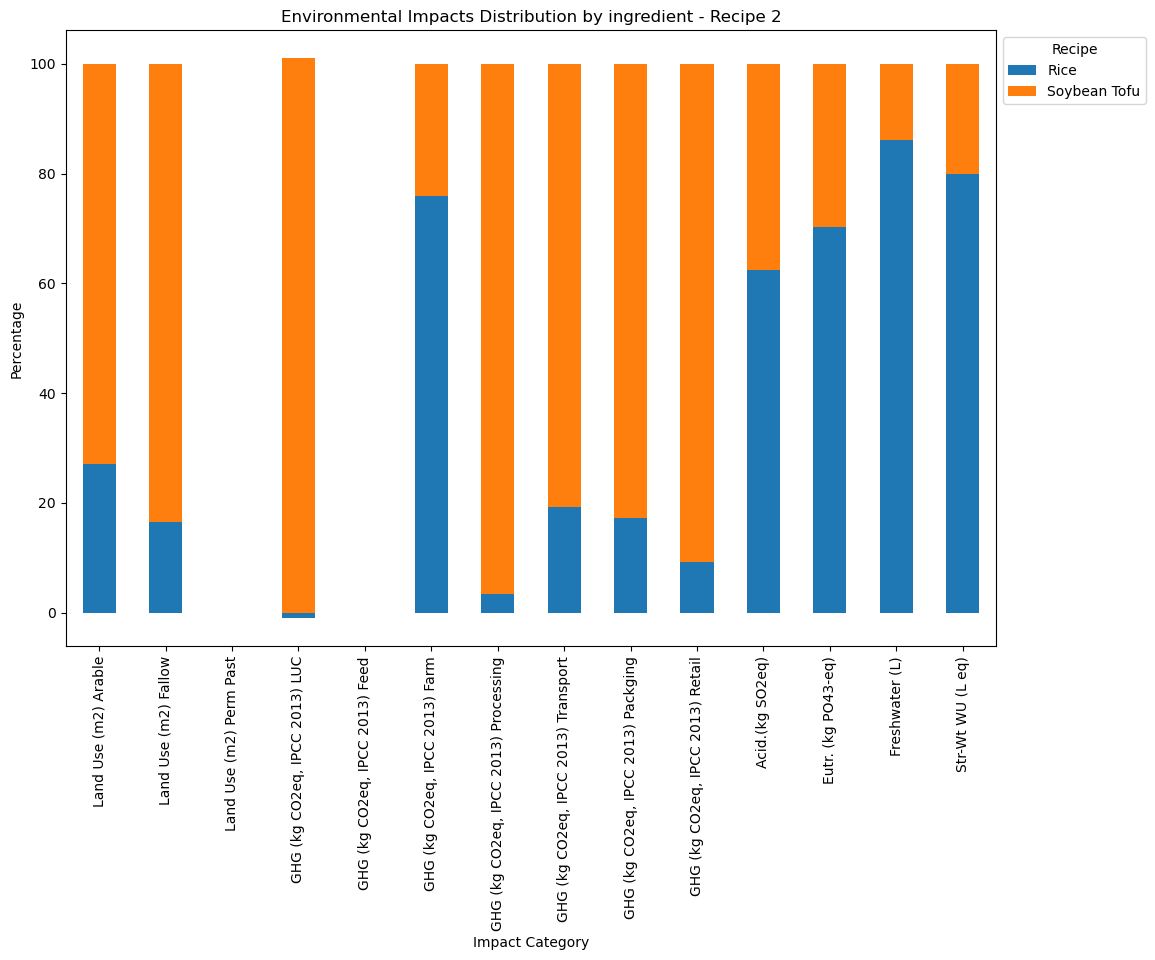 Environmental Impacts Distribution by ingredient - Recipe 2
Recipe
Rice
Soybean Tofu
Percentage
100
80
60
40
20
0
Land Use (m2) Arable
Land Use (m2) Fallow
Land Use (m2) Perm Past
GHG (kg CO2eq, IPCC 2013) LUC
GHG (kg CO2eq, IPCC 2013) Feed
GHG (kg CO2eq, IPCC 2013) Farm
GHG (kg CO2eq, IPCC 2013) Processing
GHG (kg CO2eq, IPCC 2013) Transport
GHG (kg CO2eq, IPCC 2013) Packging
GHG (kg CO2eq, IPCC 2013) Retail
Acid.(kg SO2eq)
Eutr. (kg PO43-eq)
Freshwater (L)
Str-Wt WU (L eq)
Impact Category